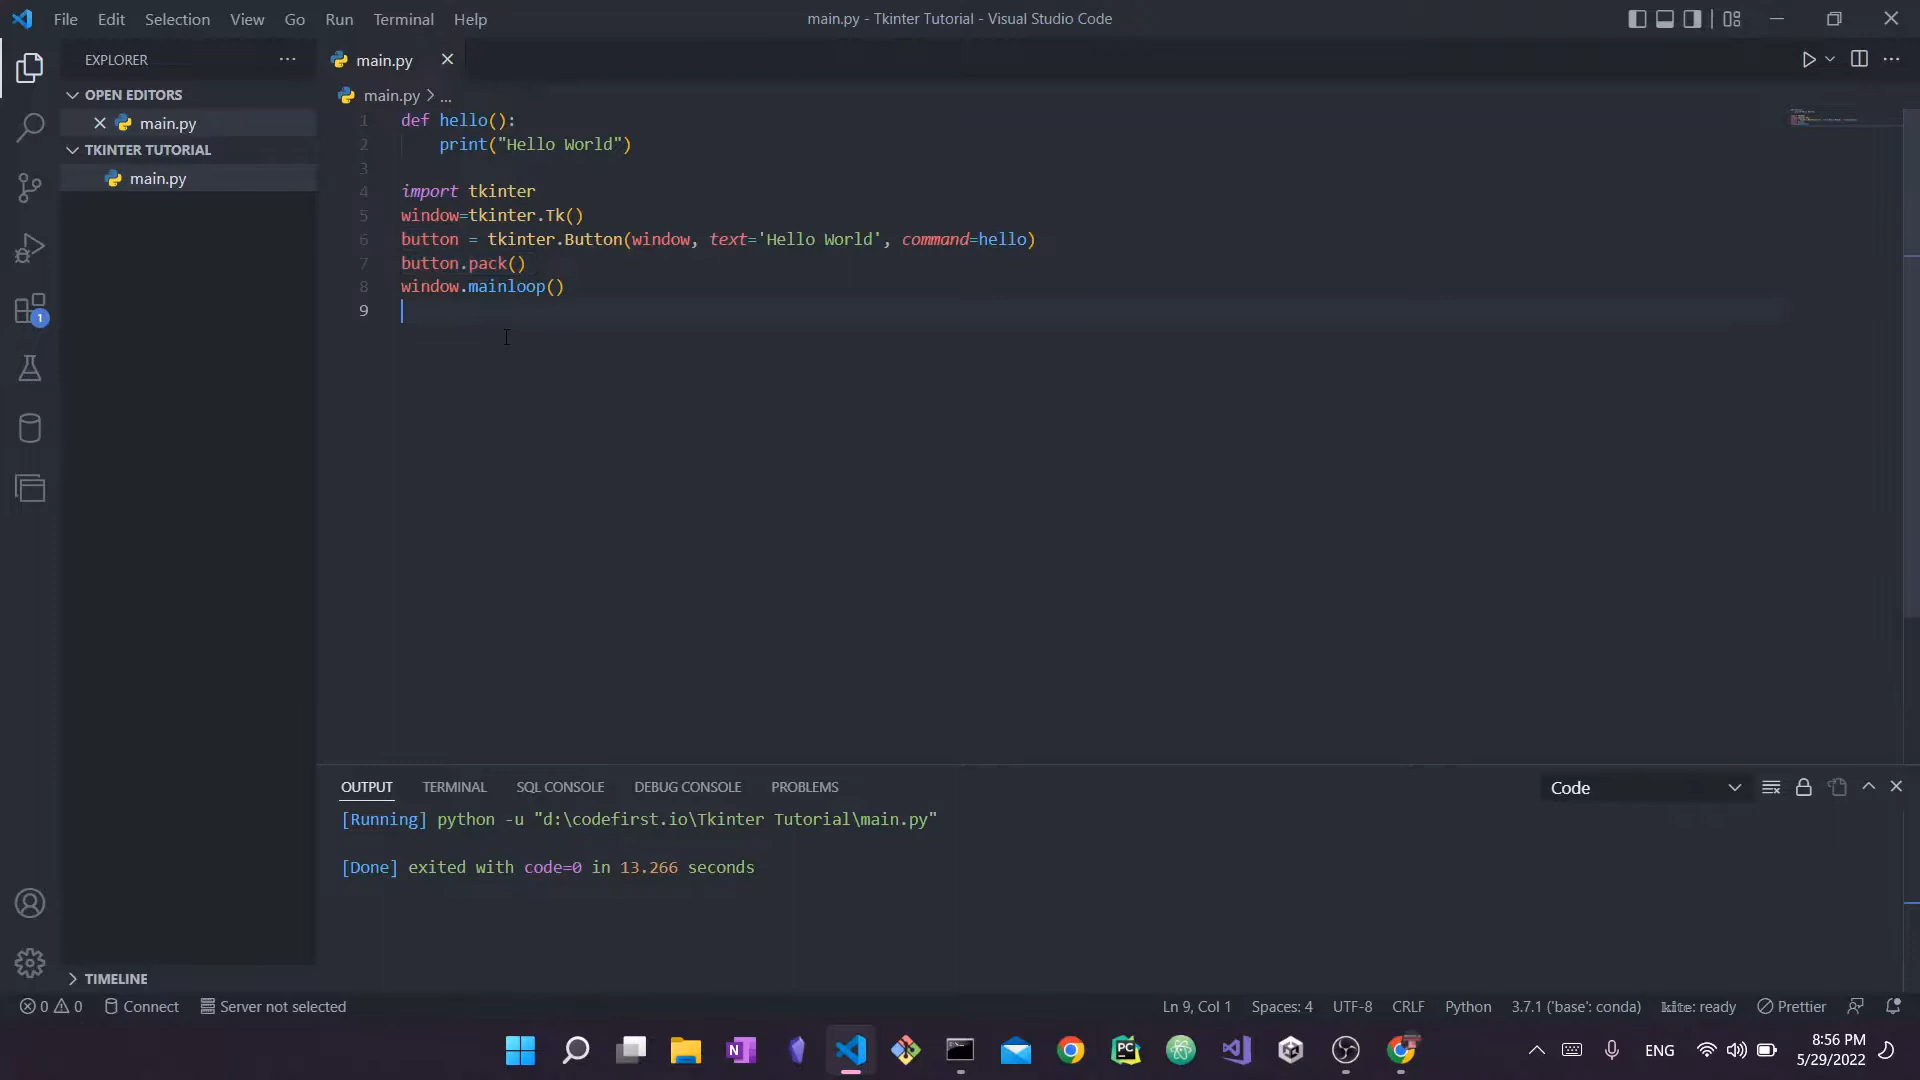 File Edit Selection View Go Run Terminal Help
main.py - Tkinter Tutorial - Visual Studio Code
EXPLORER
OPEN EDITORS
main.py
TKINTER TUTORIAL
main.py
TIMELINE
main.py
main.py > ...
1 def hello():
2 print("Hello World")
3
4 import tkinter
5 window=tkinter.Tk()
6 button = tkinter.Button(window, text='Hello World', command=hello)
7 button.pack()
8 window.mainloop()
9
1
OUTPUT TERMINAL SQL CONSOLE DEBUG CONSOLE PROBLEMS
Code
[Running] python -u "d:\codefirst.io\Tkinter Tutorial\main.py"
[Done] exited with code=0 in 13.266 seconds
0 0 Connect Server not selected
Ln 9, Col 1 Spaces: 4 UTF-8 CRLF Python 3.7.1 ('base': conda) kite: ready Prettier
N
PC
ENG
8:56 PM
5/29/2022